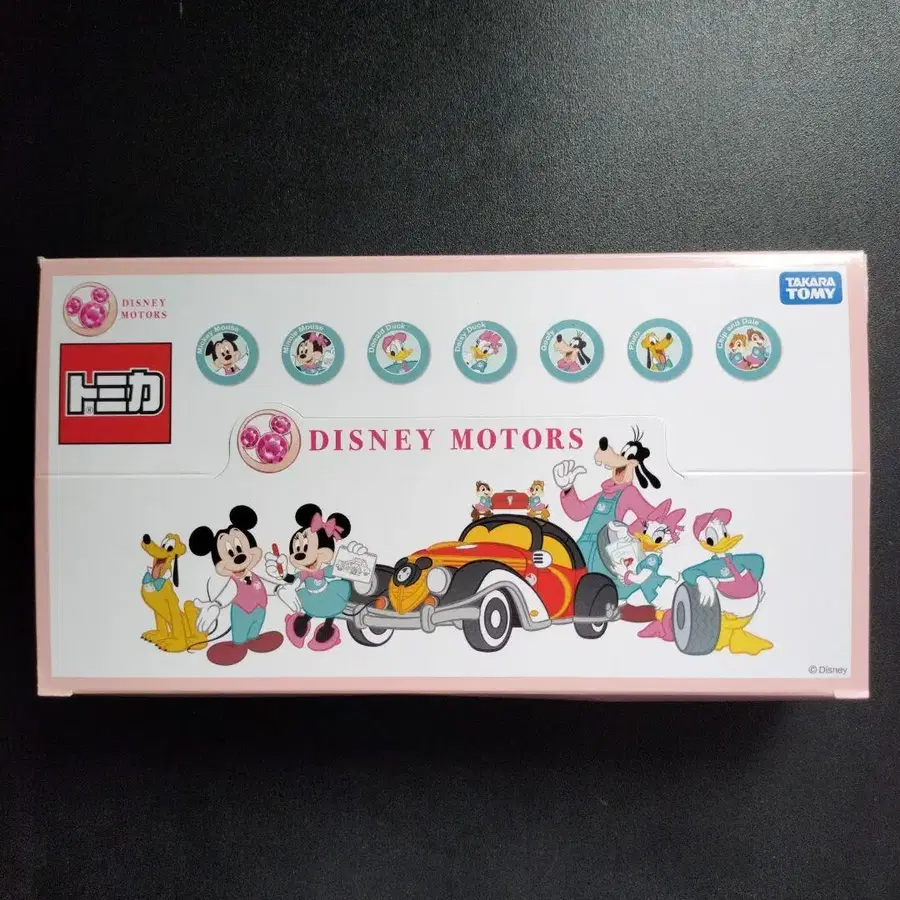 DISNEY
MOTORS
TAKARA
TOMY
トミカ
Mickey Mouse
Minnie Mouse
Donald Duck
Daisy Duck
Goofy
Pluto
Chip and Dale
DISNEY MOTORS
© Disney